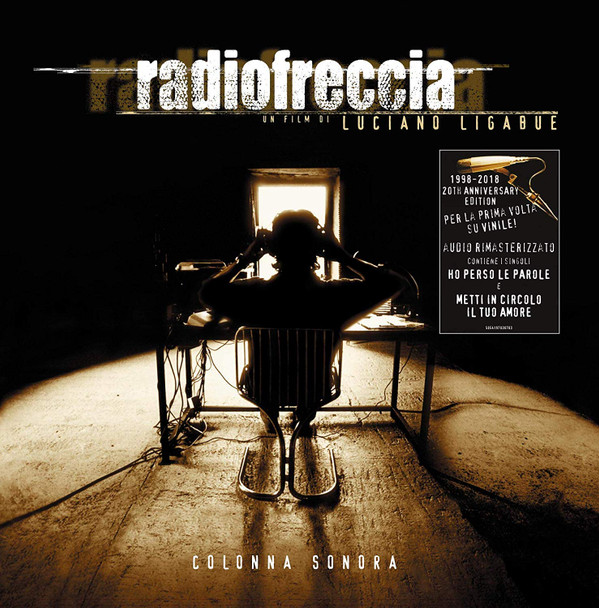 radiofreccia
UN FILM DI LUCIANO LIGABUE
1998-2018
20TH ANNIVERSARY
EDITION
PER LA PRIMA VOLTA
SU VINILE!
AUDIO RIMASTERIZZATO
CONTIENE I SINGOLI
HO PERSO LE PAROLE
E
METTI IN CIRCOLO
IL TUO AMORE
COLONNA SONORA